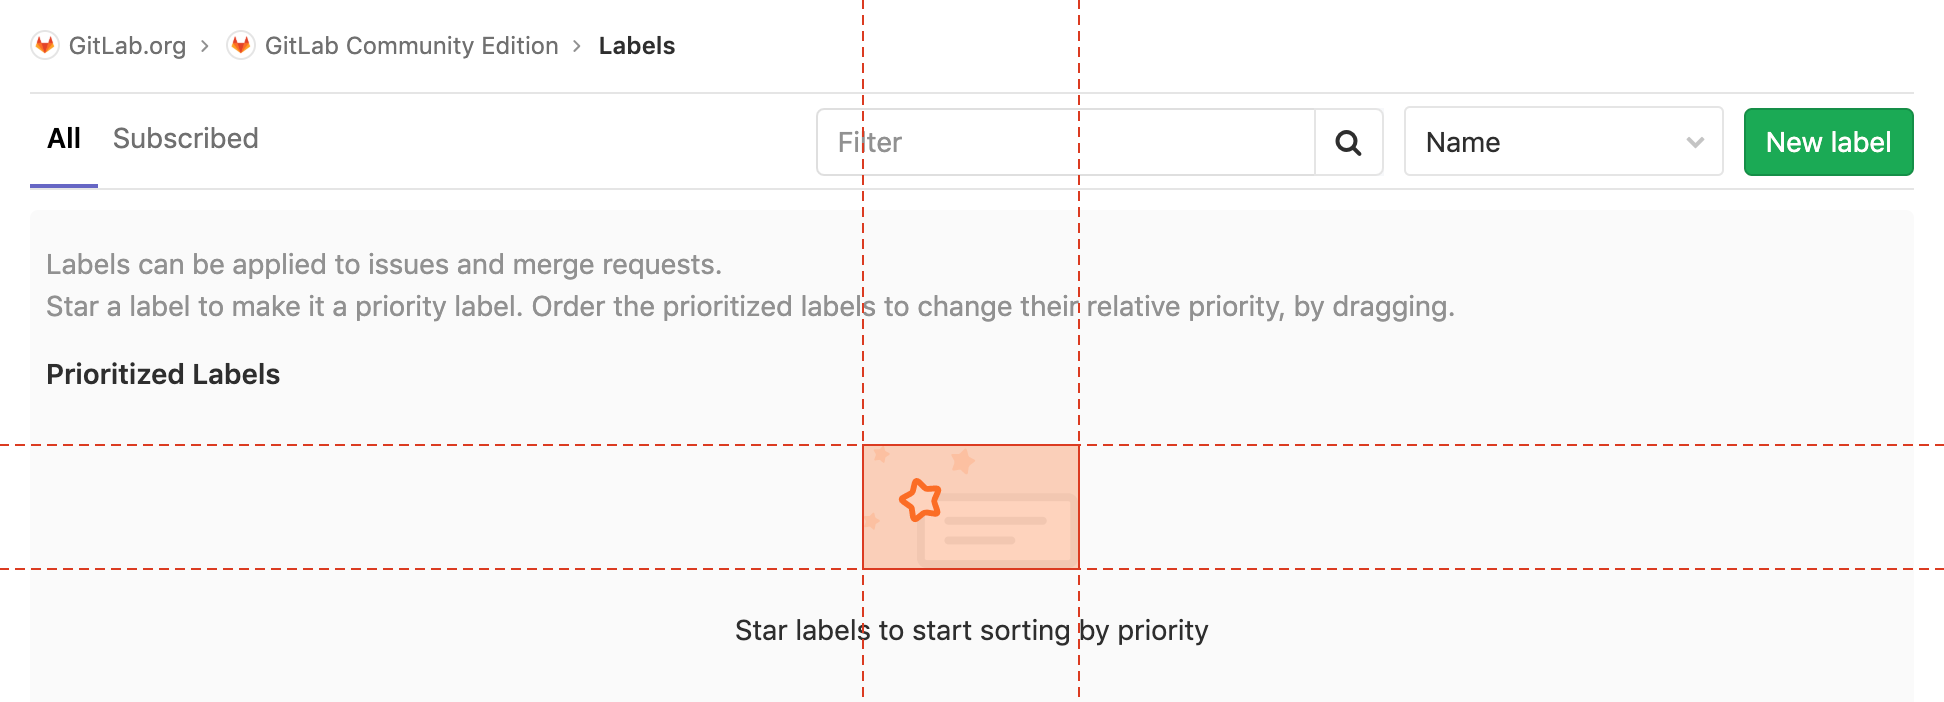 GitLab.org › GitLab Community Edition › Labels
All Subscribed Filter Name New label
Labels can be applied to issues and merge requests.
Star a label to make it a priority label. Order the prioritized labels to change their relative priority, by dragging.
Prioritized Labels
Star labels to start sorting by priority